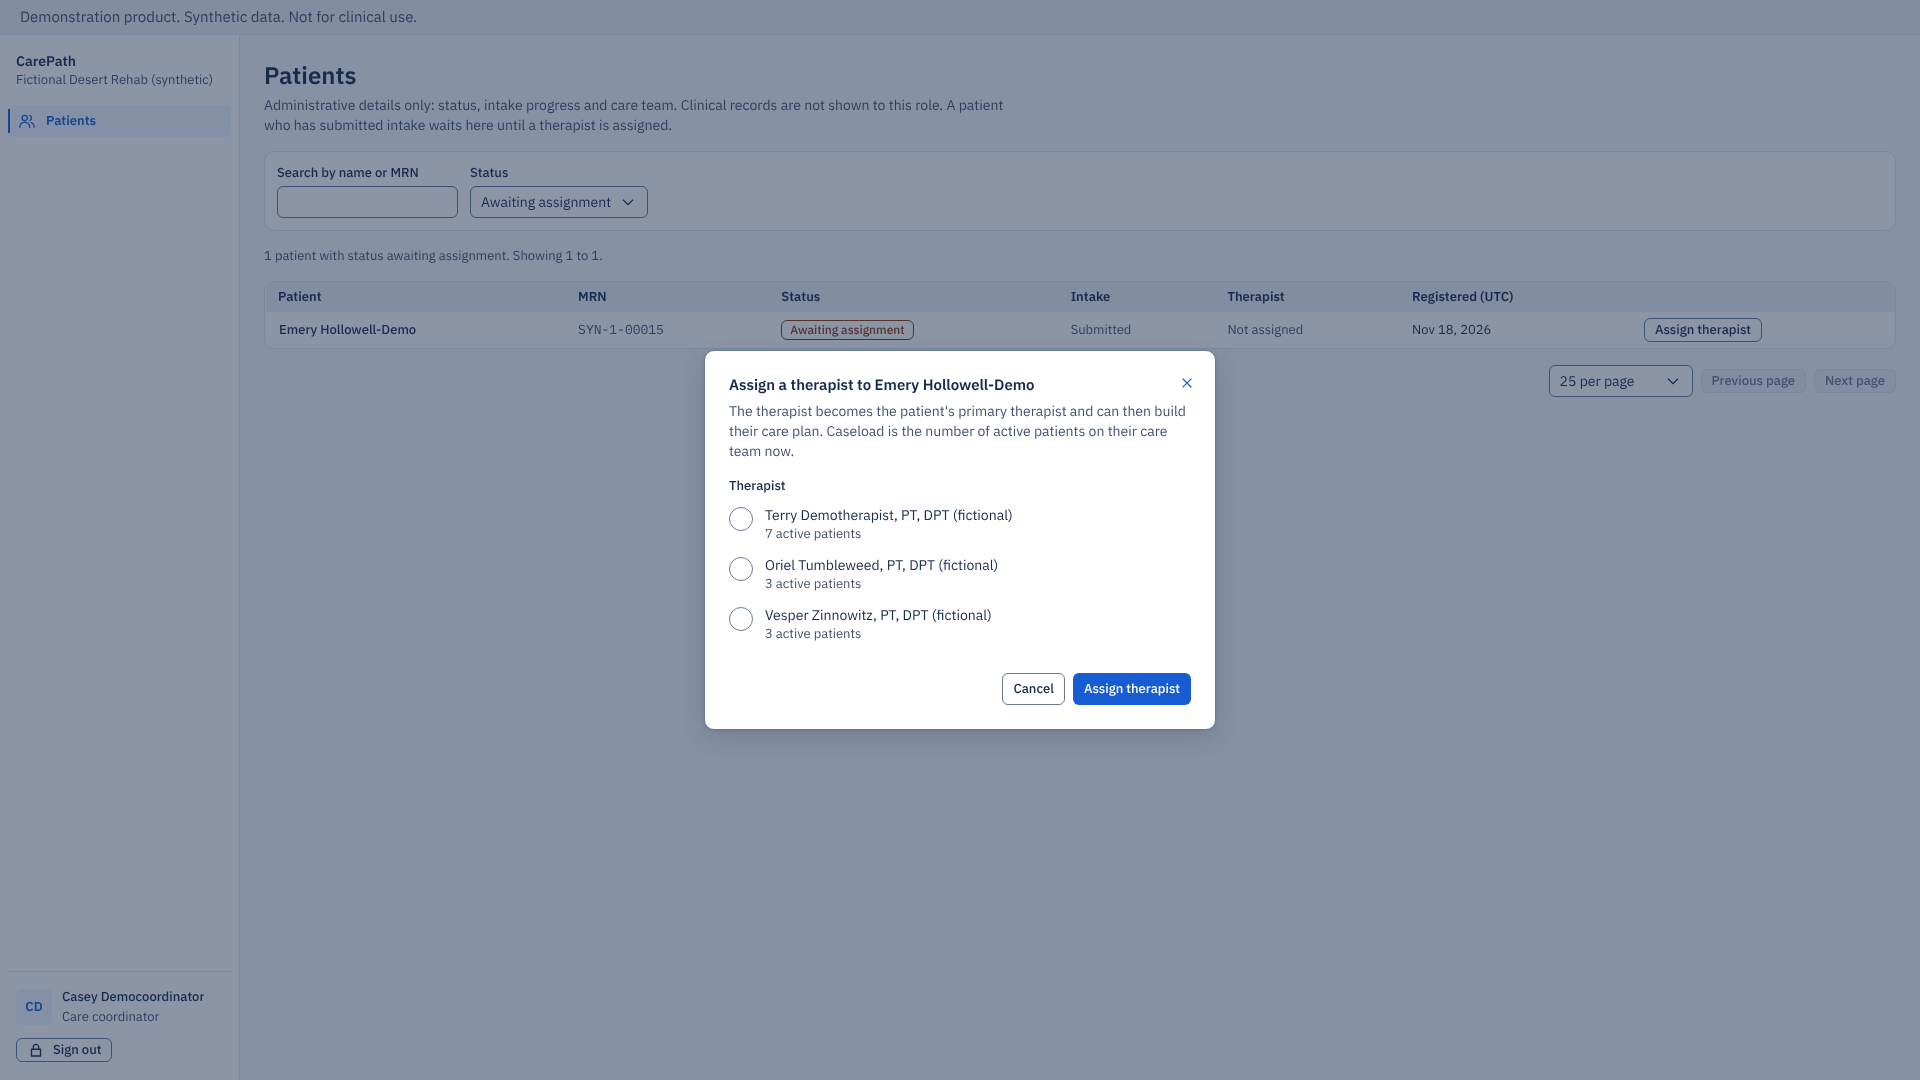 Demonstration product. Synthetic data. Not for clinical use.
CarePath
Fictional Desert Rehab (synthetic)
Patients
Patients
Administrative details only: status, intake progress and care team. Clinical records are not shown to this role. A patient
who has submitted intake waits here until a therapist is assigned.
Search by name or MRN
Status
Awaiting assignment
1 patient with status awaiting assignment. Showing 1 to 1.
Patient MRN Status Intake Therapist Registered (UTC)
Emery Hollowell-Demo SYN-1-00015 Awaiting assignment Submitted Not assigned Nov 18, 2026 Assign therapist
25 per page Previous page Next page
Assign a therapist to Emery Hollowell-Demo
The therapist becomes the patient's primary therapist and can then build
their care plan. Caseload is the number of active patients on their care
team now.
Therapist
Terry Demotherapist, PT, DPT (fictional)
7 active patients
Oriel Tumbleweed, PT, DPT (fictional)
3 active patients
Vesper Zinnowitz, PT, DPT (fictional)
3 active patients
Cancel Assign therapist
CD
Casey Democoordinator
Care coordinator
Sign out